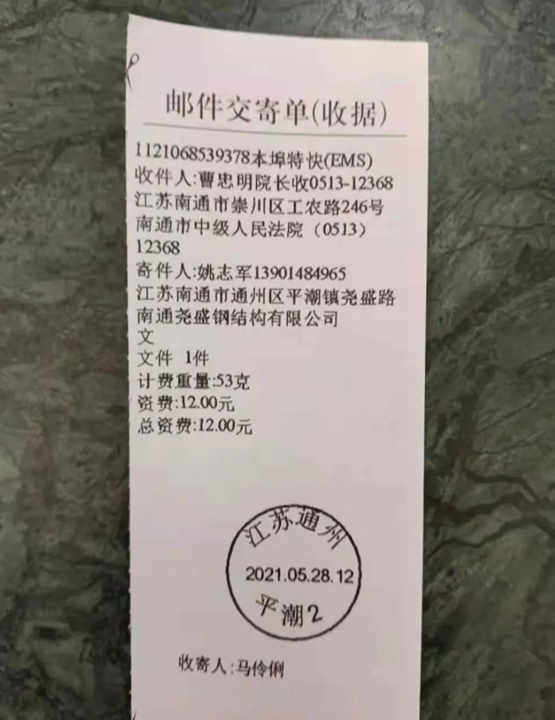 邮件交寄单(收据)
1121068539378本埠特快(EMS)
收件人:曹忠明院长收0513-12368
江苏南通市崇川区工农路246号
南通市中级人民法院（0513）
12368
寄件人:姚志军13901484965
江苏南通市通州区平潮镇尧盛路
南通尧盛钢结构有限公司
文
文件 1件
计费重量:53克
资费:12.00元
总资费:12.00元
江苏通州
2021.05.28.12
平潮2
收寄人:马伶俐